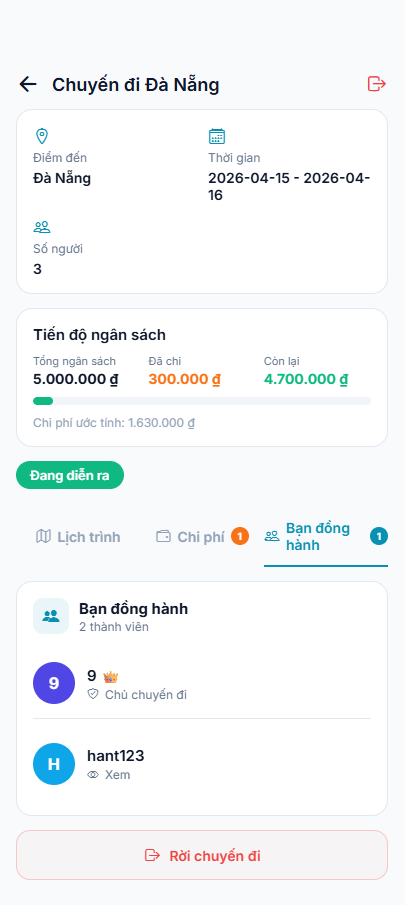 Chuyến đi Đà Nẵng
Điểm đến
Đà Nẵng
Thời gian
2026-04-15 - 2026-04-
16
Số người
3
Tiến độ ngân sách
Tổng ngân sách
5.000.000 ₫
Đã chi
300.000 ₫
Còn lại
4.700.000 ₫
Chi phí ước tính: 1.630.000 ₫
Đang diễn ra
Lịch trình
Chi phí 1
Bạn đồng
hành
1
Bạn đồng hành
2 thành viên
9
9
Chủ chuyến đi
H
hant123
Xem
Rời chuyến đi